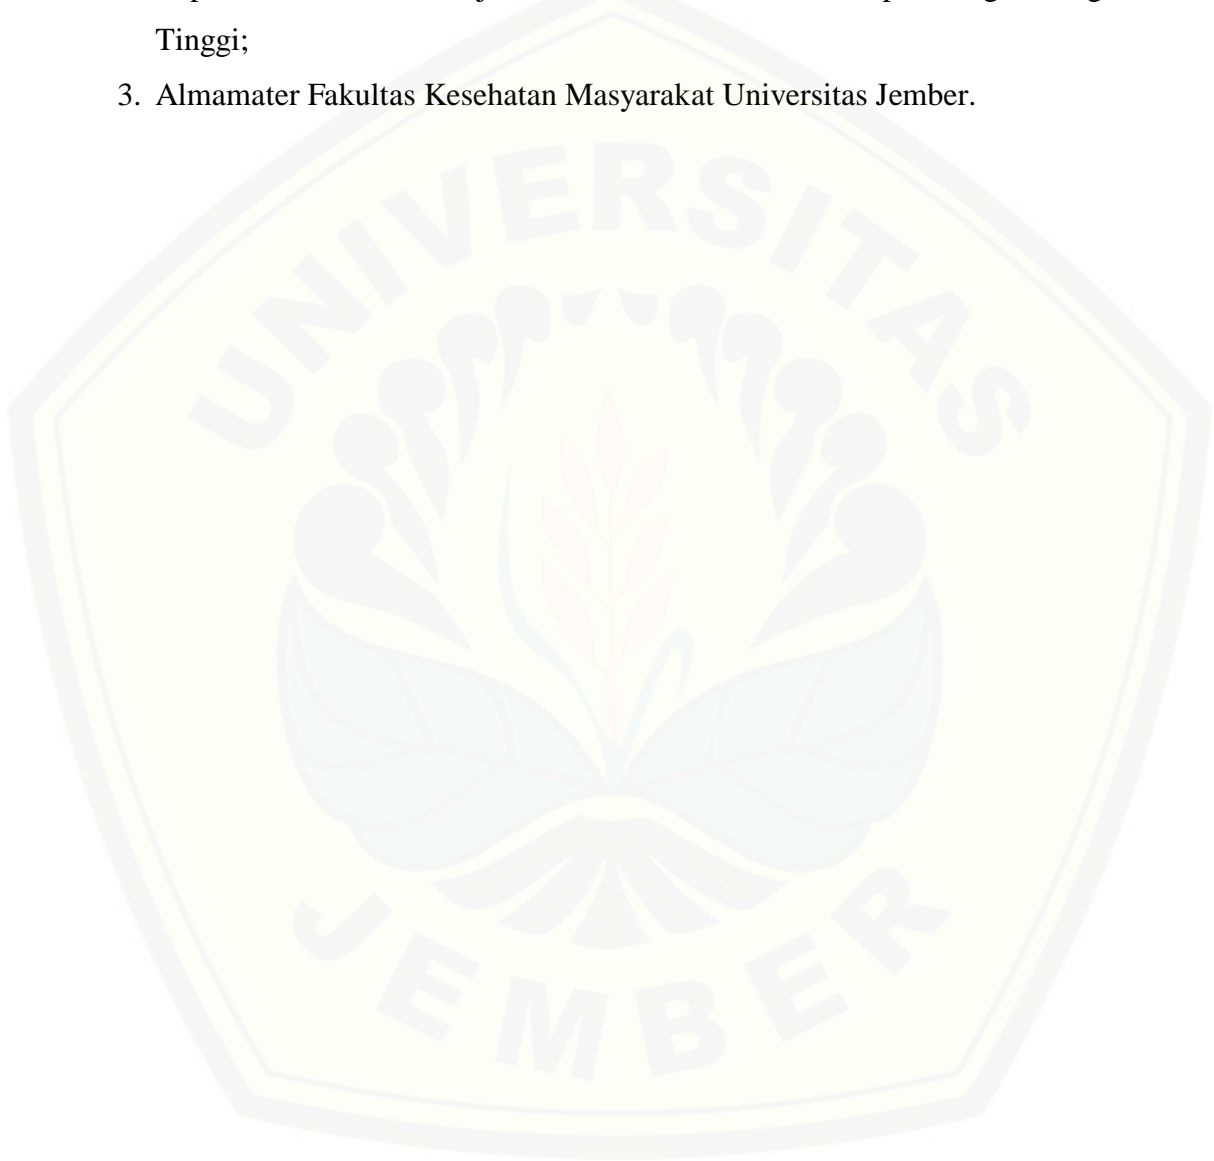 Tinggi;
3. Almamater Fakultas Kesehatan Masyarakat Universitas Jember.
UNIVERSITAS
JEMBER